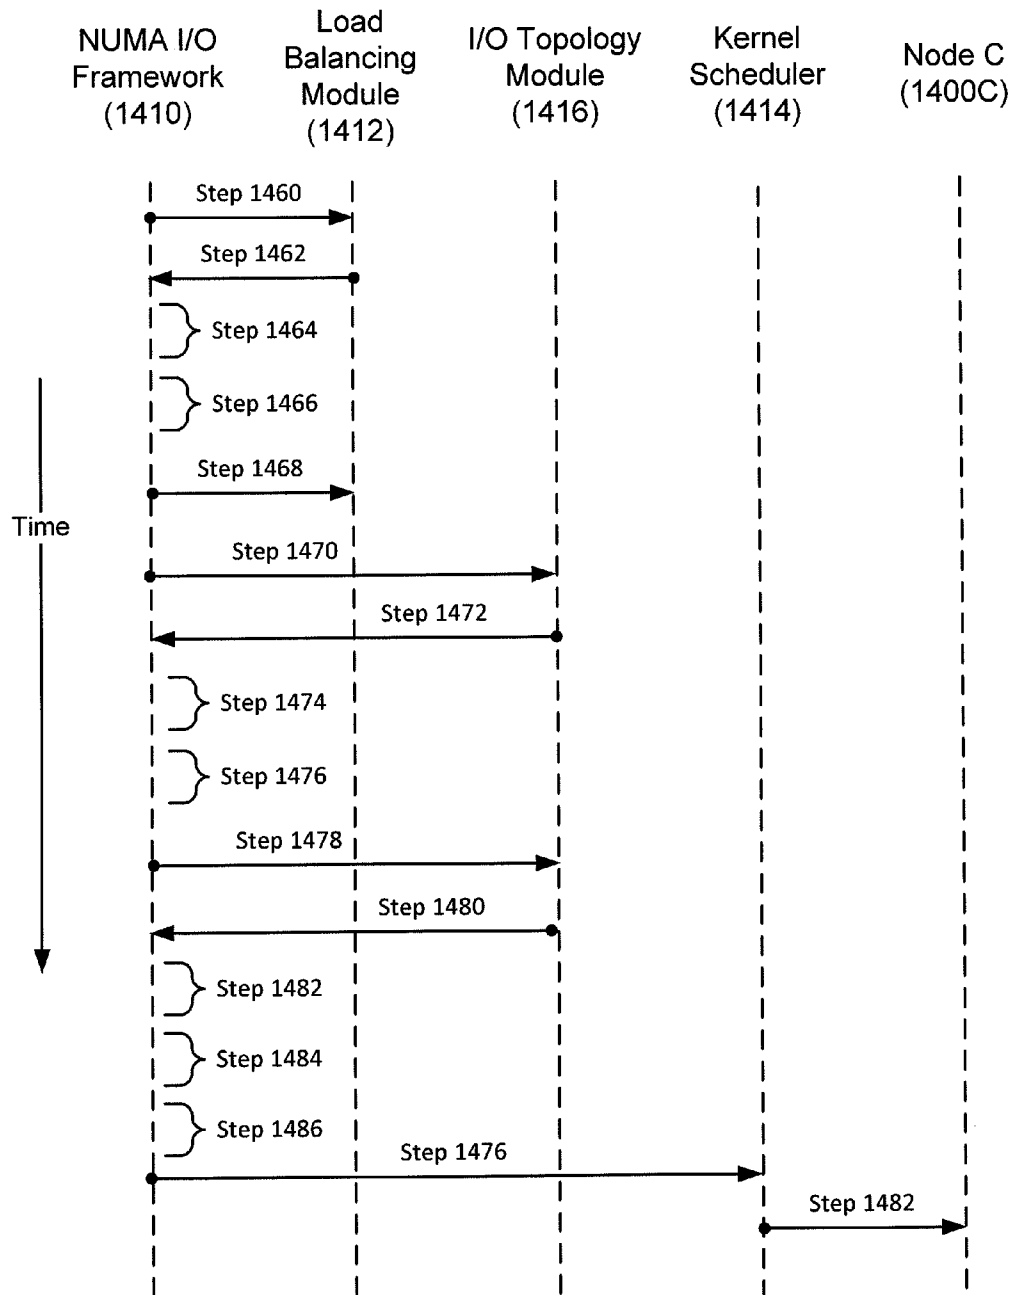 NUMA I/O
Framework
(1410)
Load
Balancing
Module
(1412)
I/O Topology
Module
(1416)
Kernel
Scheduler
(1414)
Node C
(1400C)
Step 1460
Step 1462
Step 1464
Step 1466
Step 1468
Time
Step 1470
Step 1472
Step 1474
Step 1476
Step 1478
Step 1480
Step 1482
Step 1484
Step 1486
Step 1476
Step 1482